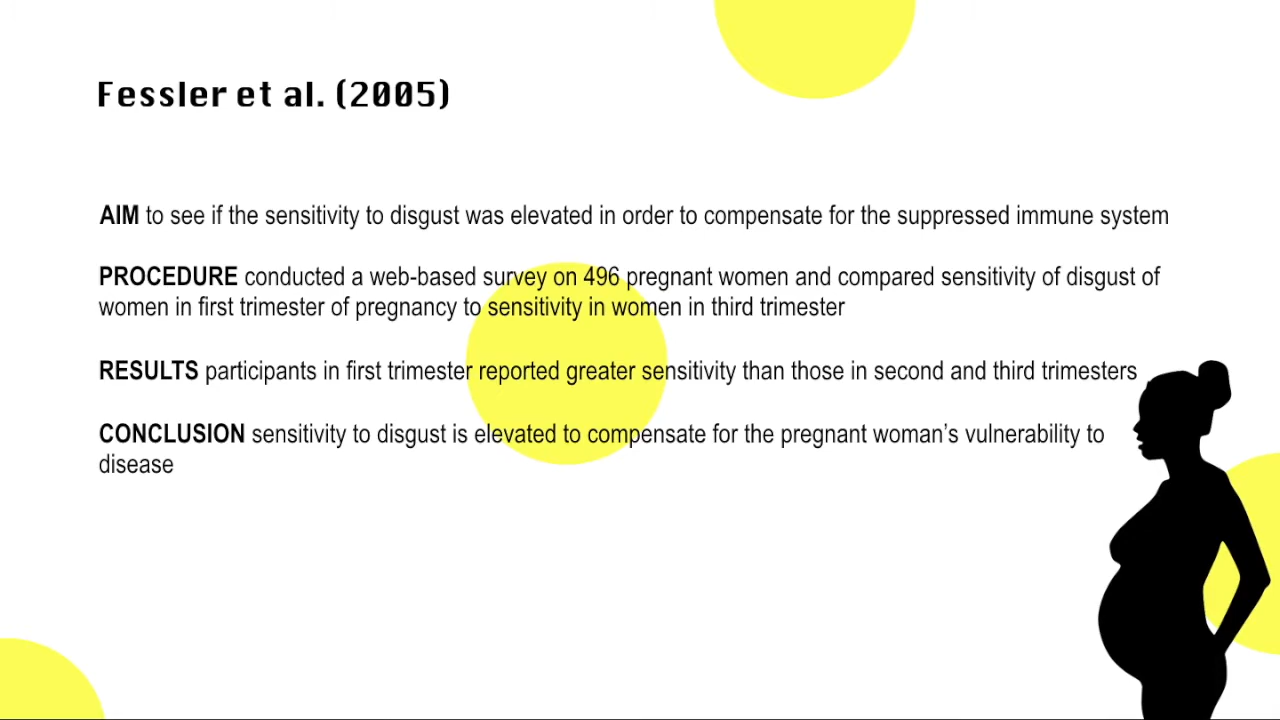 Fessler et al. (2005)
AIM to see if the sensitivity to disgust was elevated in order to compensate for the suppressed immune system
PROCEDURE conducted a web-based survey on 496 pregnant women and compared sensitivity of disgust of
women in first trimester of pregnancy to sensitivity in women in third trimester
RESULTS participants in first trimester reported greater sensitivity than those in second and third trimesters
CONCLUSION sensitivity to disgust is elevated to compensate for the pregnant woman's vulnerability to
disease